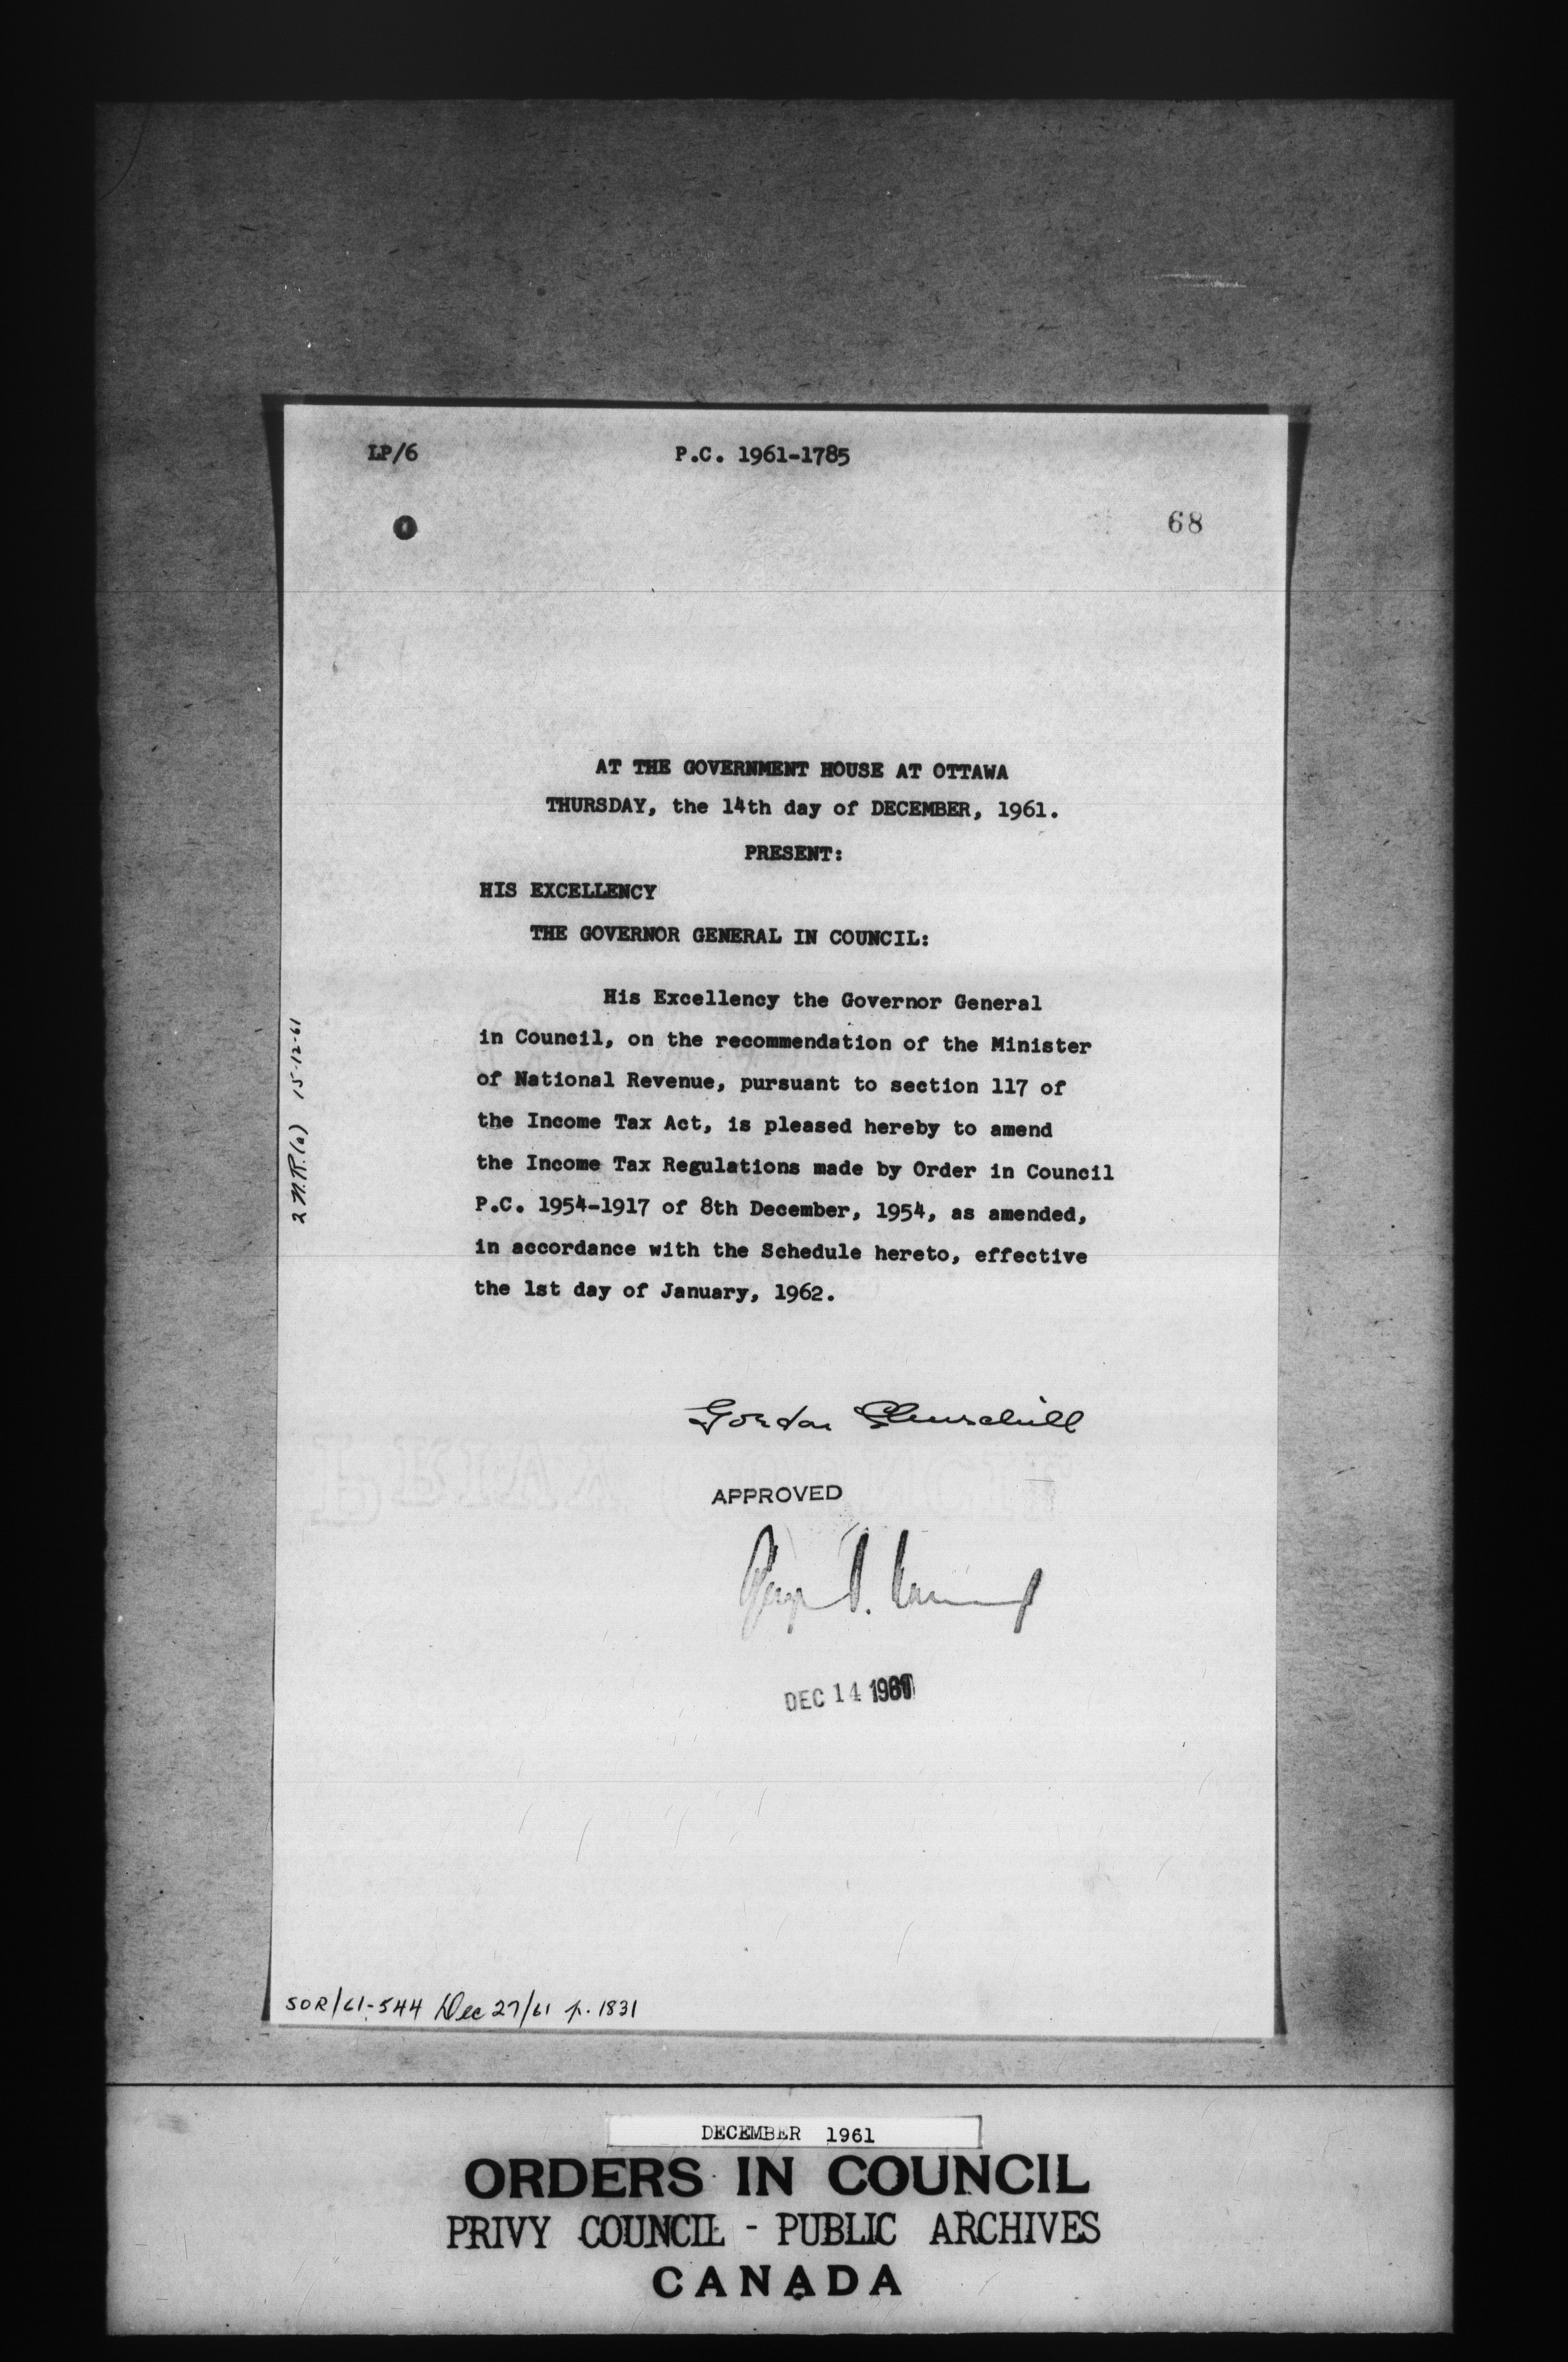 LP/6
P.C. 1961-1785
68
AT THE GOVERNMENT HOUSE AT OTTAWA
THURSDAY, the 14th day of DECEMBER, 1961.
PRESENT:
HIS EXCELLENCY
THE GOVERNOR GENERAL IN COUNCIL:
His Excellency the Governor General
in Council, on the recommendation of the Minister
of National Revenue, pursuant to section 117 of
the Income Tax Act, is pleased hereby to amend
the Income Tax Regulations made by Order in Council
P.C. 1954-1917 of 8th December, 1954, as amended,
in accordance with the Schedule hereto, effective
the 1st day of January, 1962.
2 N.R.(a) 15-12-61
Gordon Churchill
APPROVED
DEC 14 1961
SOR/61-544 Dec 27/61 p. 1831
DECEMBER 1961
ORDERS IN COUNCIL
PRIVY COUNCIL - PUBLIC ARCHIVES
CANADA